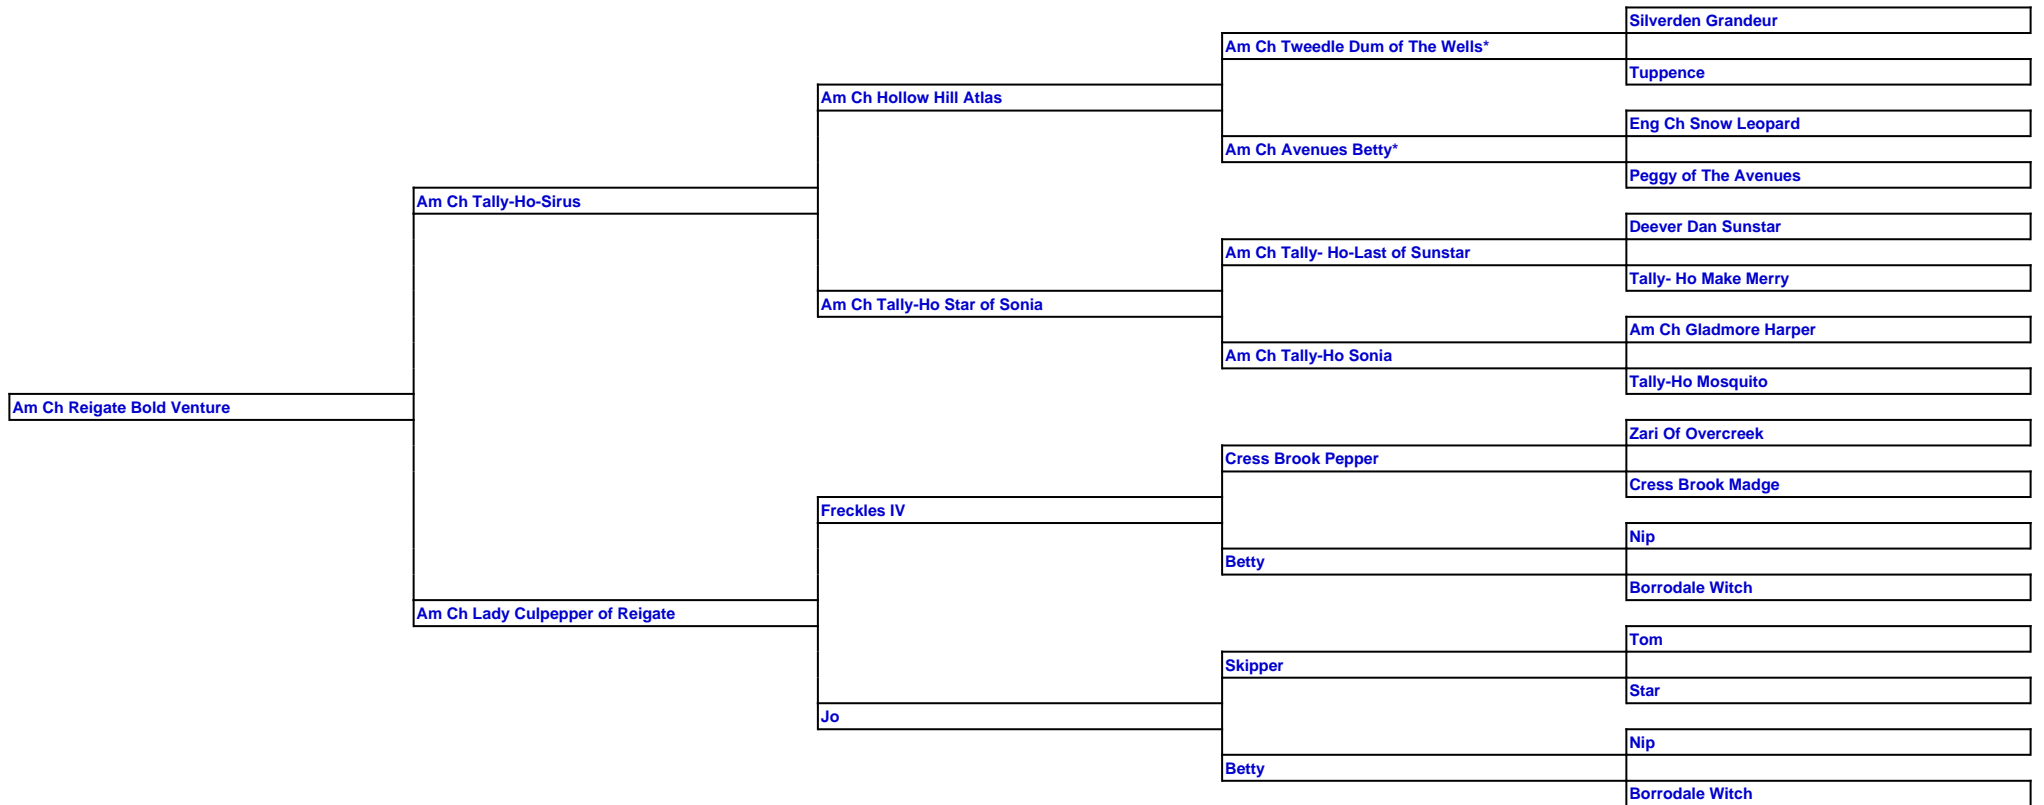 Silverden Grandeur
Am Ch Tweedle Dum of The Wells*
Tuppence
Am Ch Hollow Hill Atlas
Eng Ch Snow Leopard
Am Ch Avenues Betty*
Peggy of The Avenues
Am Ch Tally-Ho-Sirus
Deever Dan Sunstar
Am Ch Tally- Ho-Last of Sunstar
Tally- Ho Make Merry
Am Ch Tally-Ho Star of Sonia
Am Ch Gladmore Harper
Am Ch Tally-Ho Sonia
Tally-Ho Mosquito
Am Ch Reigate Bold Venture
Zari Of Overcreek
Cress Brook Pepper
Cress Brook Madge
Freckles IV
Nip
Betty
Borrodale Witch
Am Ch Lady Culpepper of Reigate
Tom
Skipper
Star
Jo
Nip
Betty
Borrodale Witch